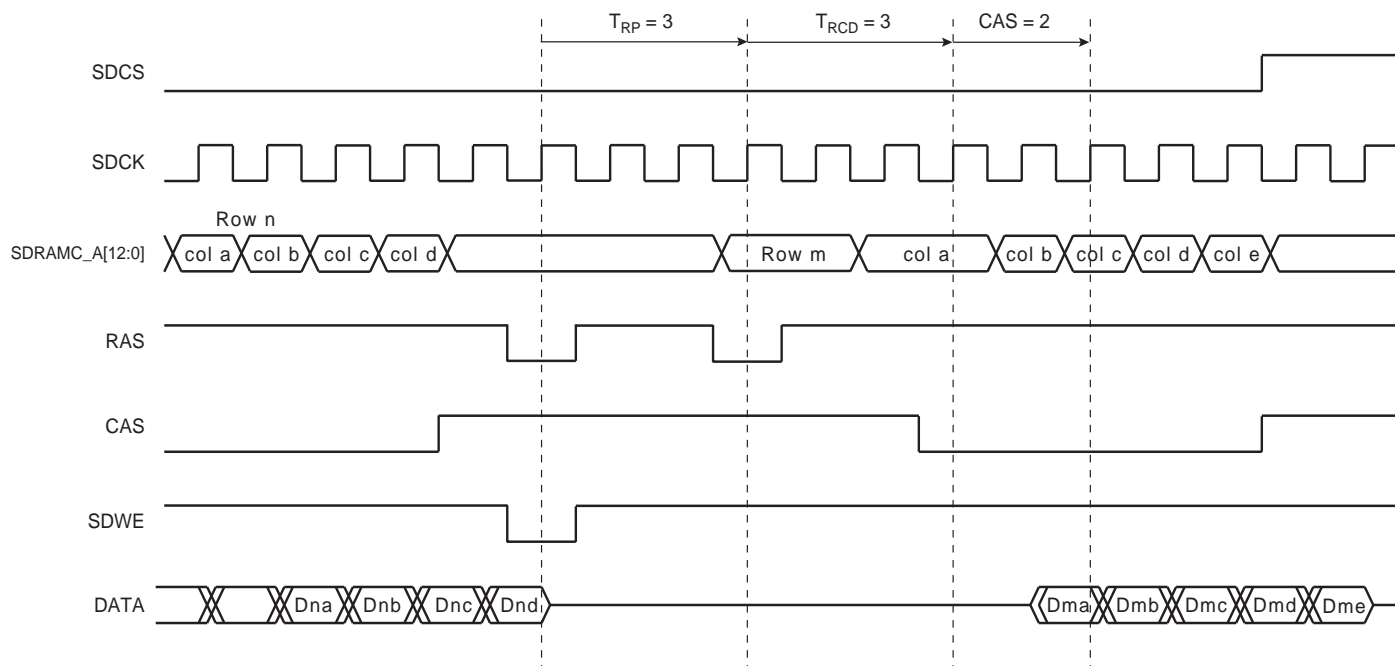 T_RP = 3 T_RCD = 3 CAS = 2
SDCS
SDCK
Row n
SDRAMC_A[12:0] col a col b col c col d Row m col a col b col c col d col e
RAS
CAS
SDWE
DATA Dna Dnb Dnc Dnd Dma Dmb Dmc Dmd Dme